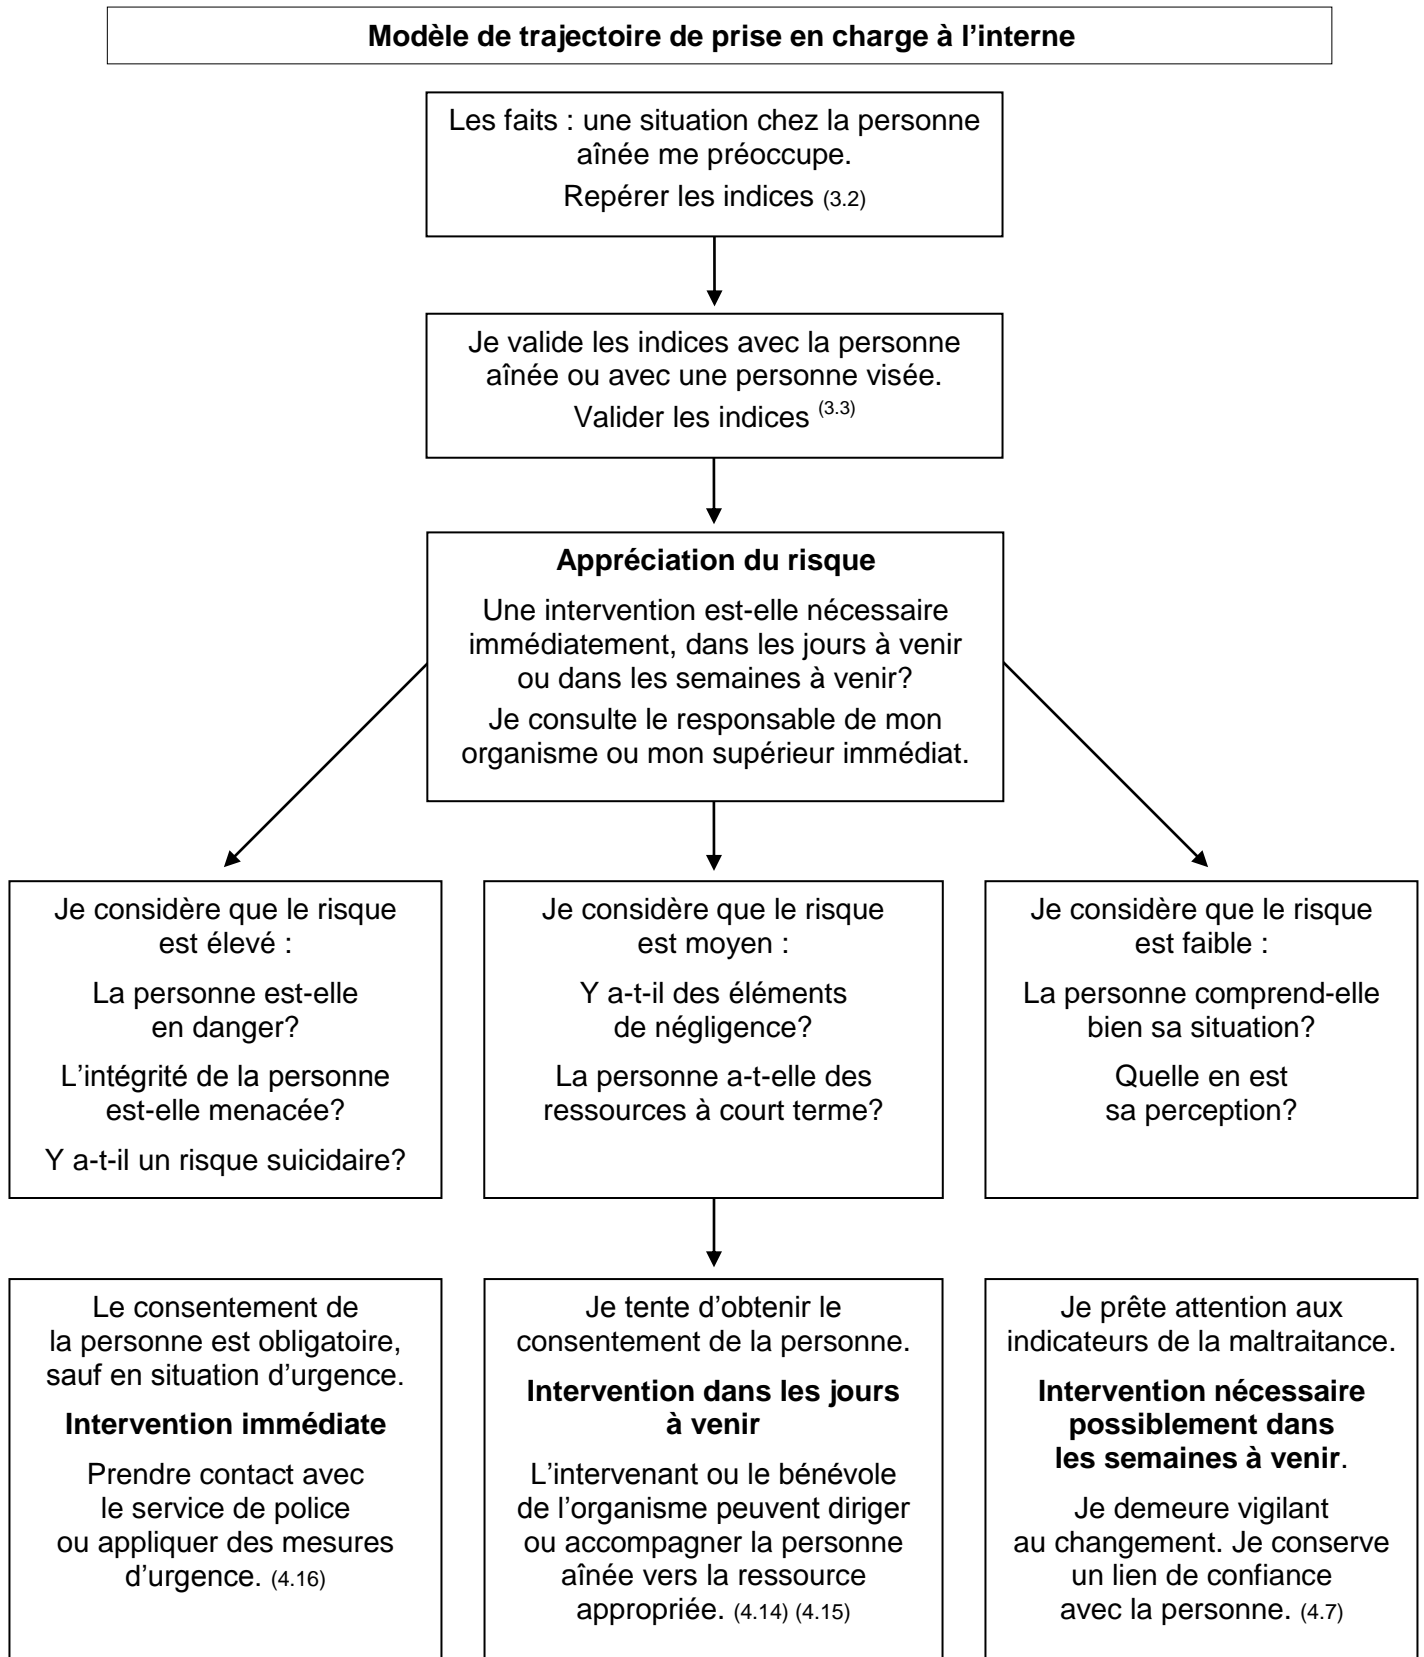 Modèle de trajectoire de prise en charge à l'interne
Les faits : une situation chez la personne
aînée me préoccupe.
Repérer les indices (3.2)
Je valide les indices avec la personne
aînée ou avec une personne visée.
Valider les indices (3.3)
Appréciation du risque
Une intervention est-elle nécessaire
immédiatement, dans les jours à venir
ou dans les semaines à venir?
Je consulte le responsable de mon
organisme ou mon supérieur immédiat.
Je considère que le risque
est élevé :
La personne est-elle
en danger?
L'intégrité de la personne
est-elle menacée?
Y a-t-il un risque suicidaire?
Je considère que le risque
est moyen :
Y a-t-il des éléments
de négligence?
La personne a-t-elle des
ressources à court terme?
Je considère que le risque
est faible :
La personne comprend-elle
bien sa situation?
Quelle en est
sa perception?
Le consentement de
la personne est obligatoire,
sauf en situation d'urgence.
Intervention immédiate
Prendre contact avec
le service de police
ou appliquer des mesures
d'urgence. (4.16)
Je tente d'obtenir le
consentement de la personne.
Intervention dans les jours
à venir
L'intervenant ou le bénévole
de l'organisme peuvent diriger
ou accompagner la personne
aînée vers la ressource
appropriée. (4.14) (4.15)
Je prête attention aux
indicateurs de la maltraitance.
Intervention nécessaire
possiblement dans
les semaines à venir.
Je demeure vigilant
au changement. Je conserve
un lien de confiance
avec la personne. (4.7)